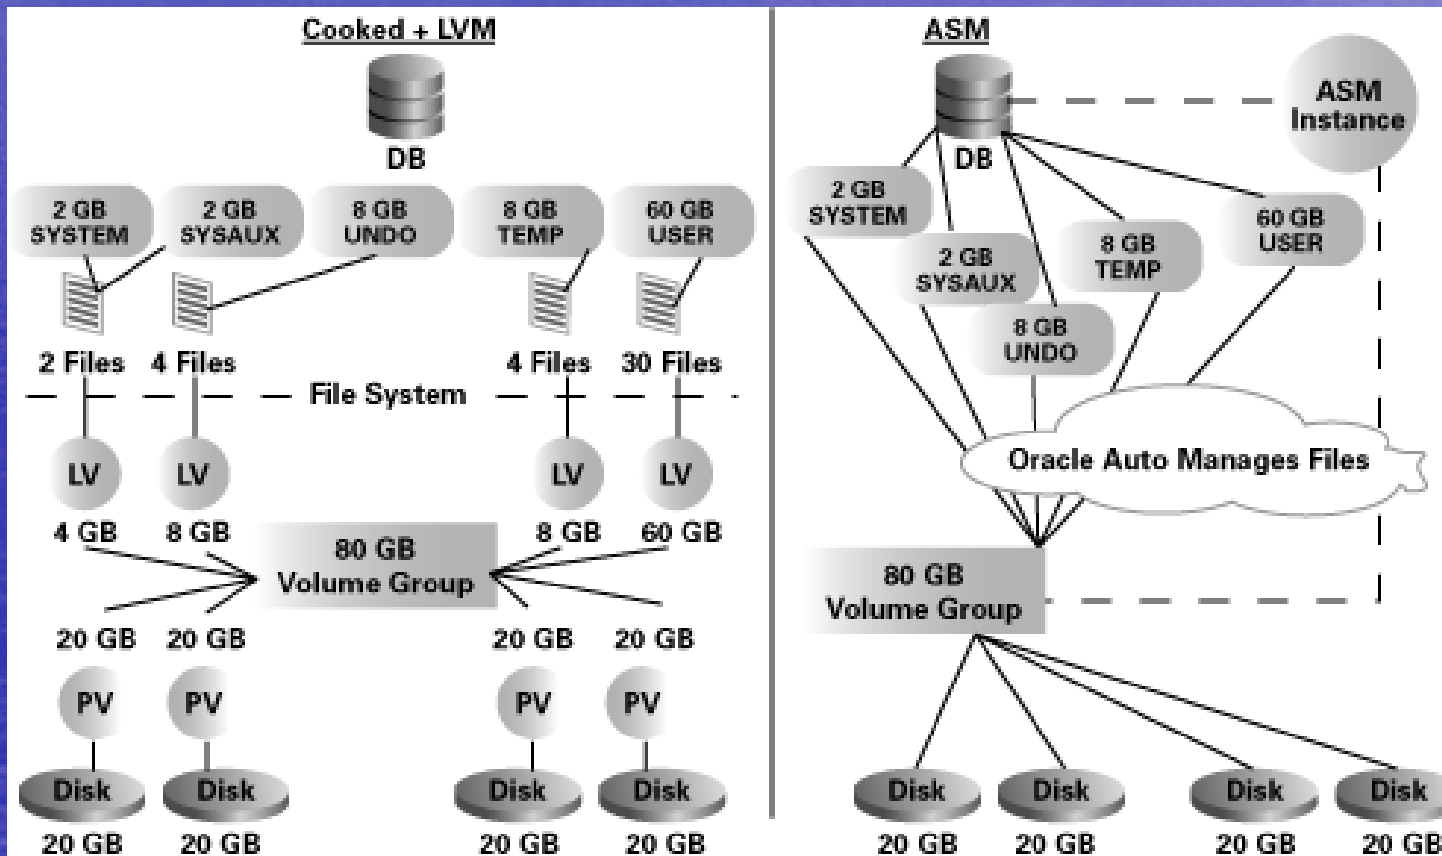 Cooked + LVM
DB
2 GB
SYSTEM
2 GB
SYSAUX
8 GB
UNDO
8 GB
TEMP
60 GB
USER
2 Files
4 Files
4 Files
30 Files
File System
LV
LV
LV
LV
4 GB
8 GB
8 GB
60 GB
80 GB
Volume Group
20 GB
20 GB
20 GB
20 GB
PV
PV
PV
PV
Disk
Disk
Disk
Disk
20 GB
20 GB
20 GB
20 GB
ASM
ASM
Instance
DB
2 GB
SYSTEM
2 GB
SYSAUX
8 GB
UNDO
8 GB
TEMP
60 GB
USER
Oracle Auto Manages Files
80 GB
Volume Group
Disk
Disk
Disk
Disk
20 GB
20 GB
20 GB
20 GB